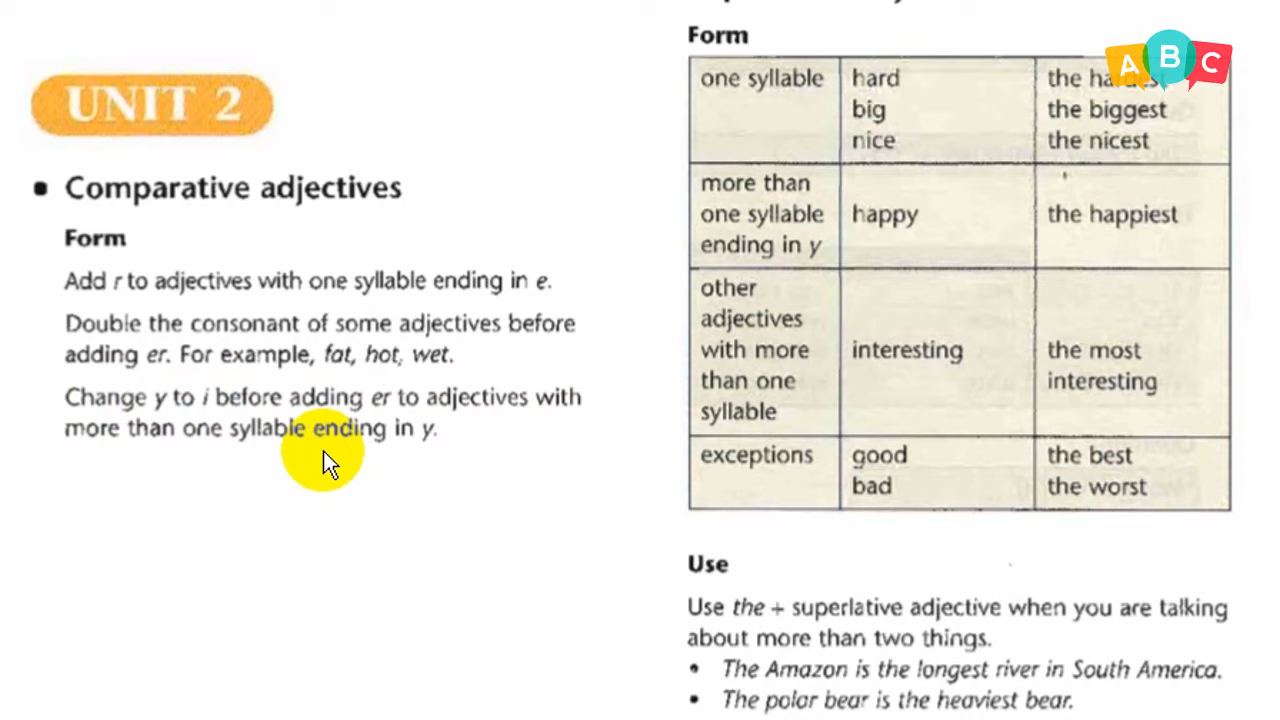 UNIT 2
• Comparative adjectives
Form
Add r to adjectives with one syllable ending in e.
Double the consonant of some adjectives before
adding er. For example, fat, hot, wet.
Change y to i before adding er to adjectives with
more than one syllable ending in y.
Form
A B C
one syllable hard the hardest
big the biggest
nice the nicest
more than
one syllable happy the happiest
ending in y
other
adjectives
with more interesting the most
than one interesting
syllable
exceptions good the best
bad the worst
Use
Use the + superlative adjective when you are talking
about more than two things.
• The Amazon is the longest river in South America.
• The polar bear is the heaviest bear.